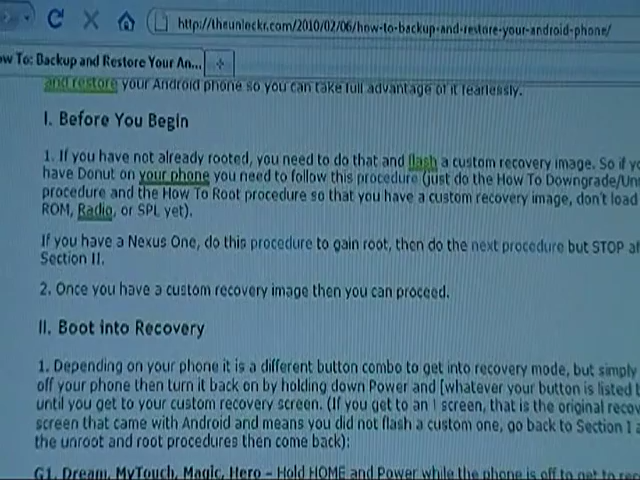 http://theunlockr.com/2010/02/06/how-to-backup-and-restore-your-android-phone/
ow To: Backup and Restore Your An...
and restore your Android phone so you can take full advantage of it fearlessly.
I. Before You Begin
1. If you have not already rooted, you need to do that and flash a custom recovery image. So if yo
have Donut on your phone you need to follow this procedure (just do the How To Downgrade/Unr
procedure and the How To Root procedure so that you have a custom recovery image, don't load
ROM, Radio, or SPL yet).
If you have a Nexus One, do this procedure to gain root, then do the next procedure but STOP af
Section II.
2. Once you have a custom recovery image then you can proceed.
II. Boot into Recovery
1. Depending on your phone it is a different button combo to get into recovery mode, but simply
off your phone then turn it back on by holding down Power and [whatever your button is listed b
until you get to your custom recovery screen. (If you get to an ! screen, that is the original recov
screen that came with Android and means you did not flash a custom one, go back to Section 1 a
the unroot and root procedures then come back):
G1, Dream, MyTouch, Magic, Hero – Hold HOME and Power while the phone is off to get to rec